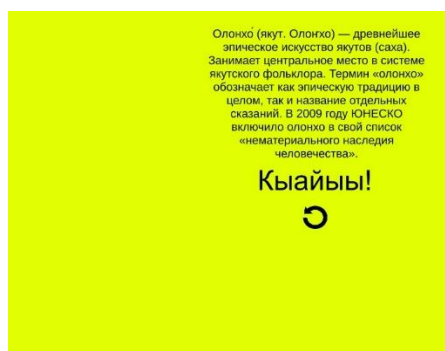 Олонхо́ (якут. Олоҥхо) — древнейшее
эпическое искусство якутов (саха).
Занимает центральное место в системе
якутского фольклора. Термин «олонхо»
обозначает как эпическую традицию в
целом, так и название отдельных
сказаний. В 2009 году ЮНЕСКО
включило олонхо в свой список
«нематериального наследия
человечества».
Кыайыы!